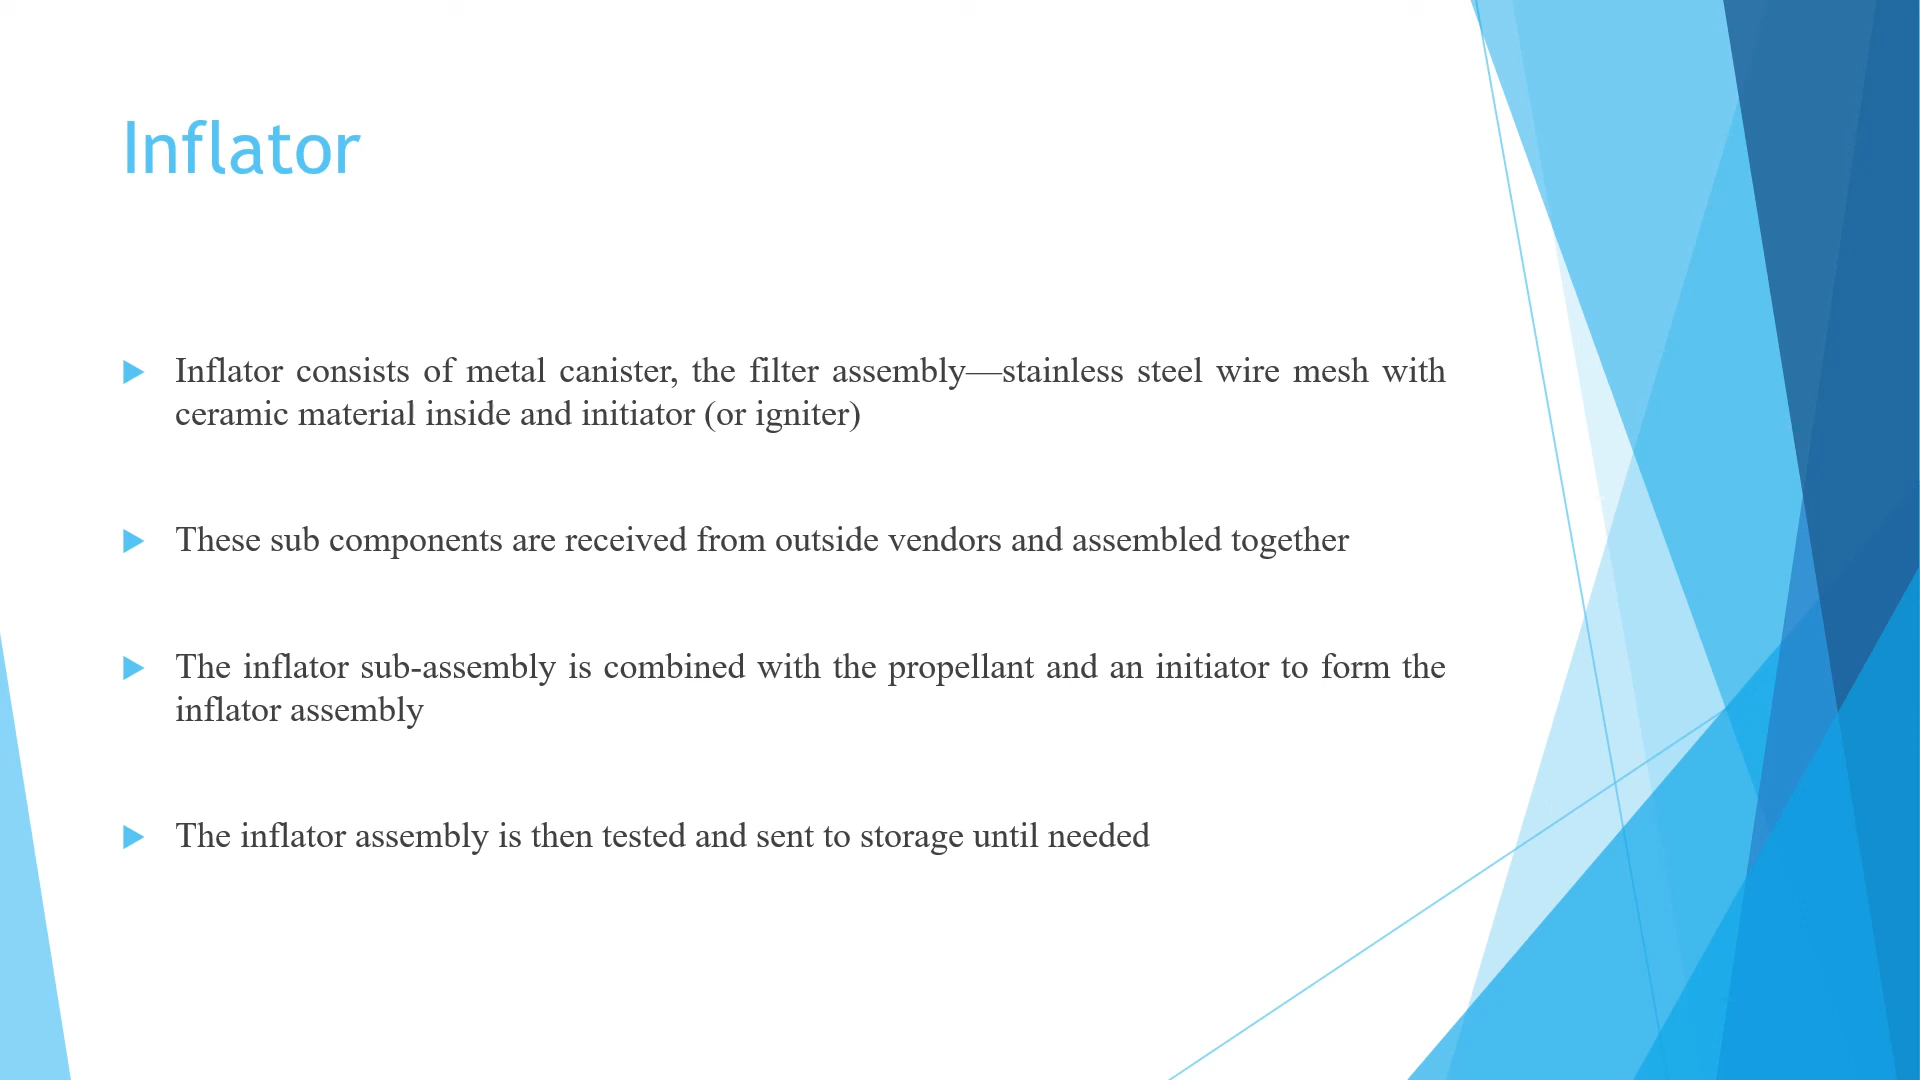 Inflator
Inflator consists of metal canister, the filter assembly—stainless steel wire mesh with
ceramic material inside and initiator (or igniter)
These sub components are received from outside vendors and assembled together
The inflator sub-assembly is combined with the propellant and an initiator to form the
inflator assembly
The inflator assembly is then tested and sent to storage until needed